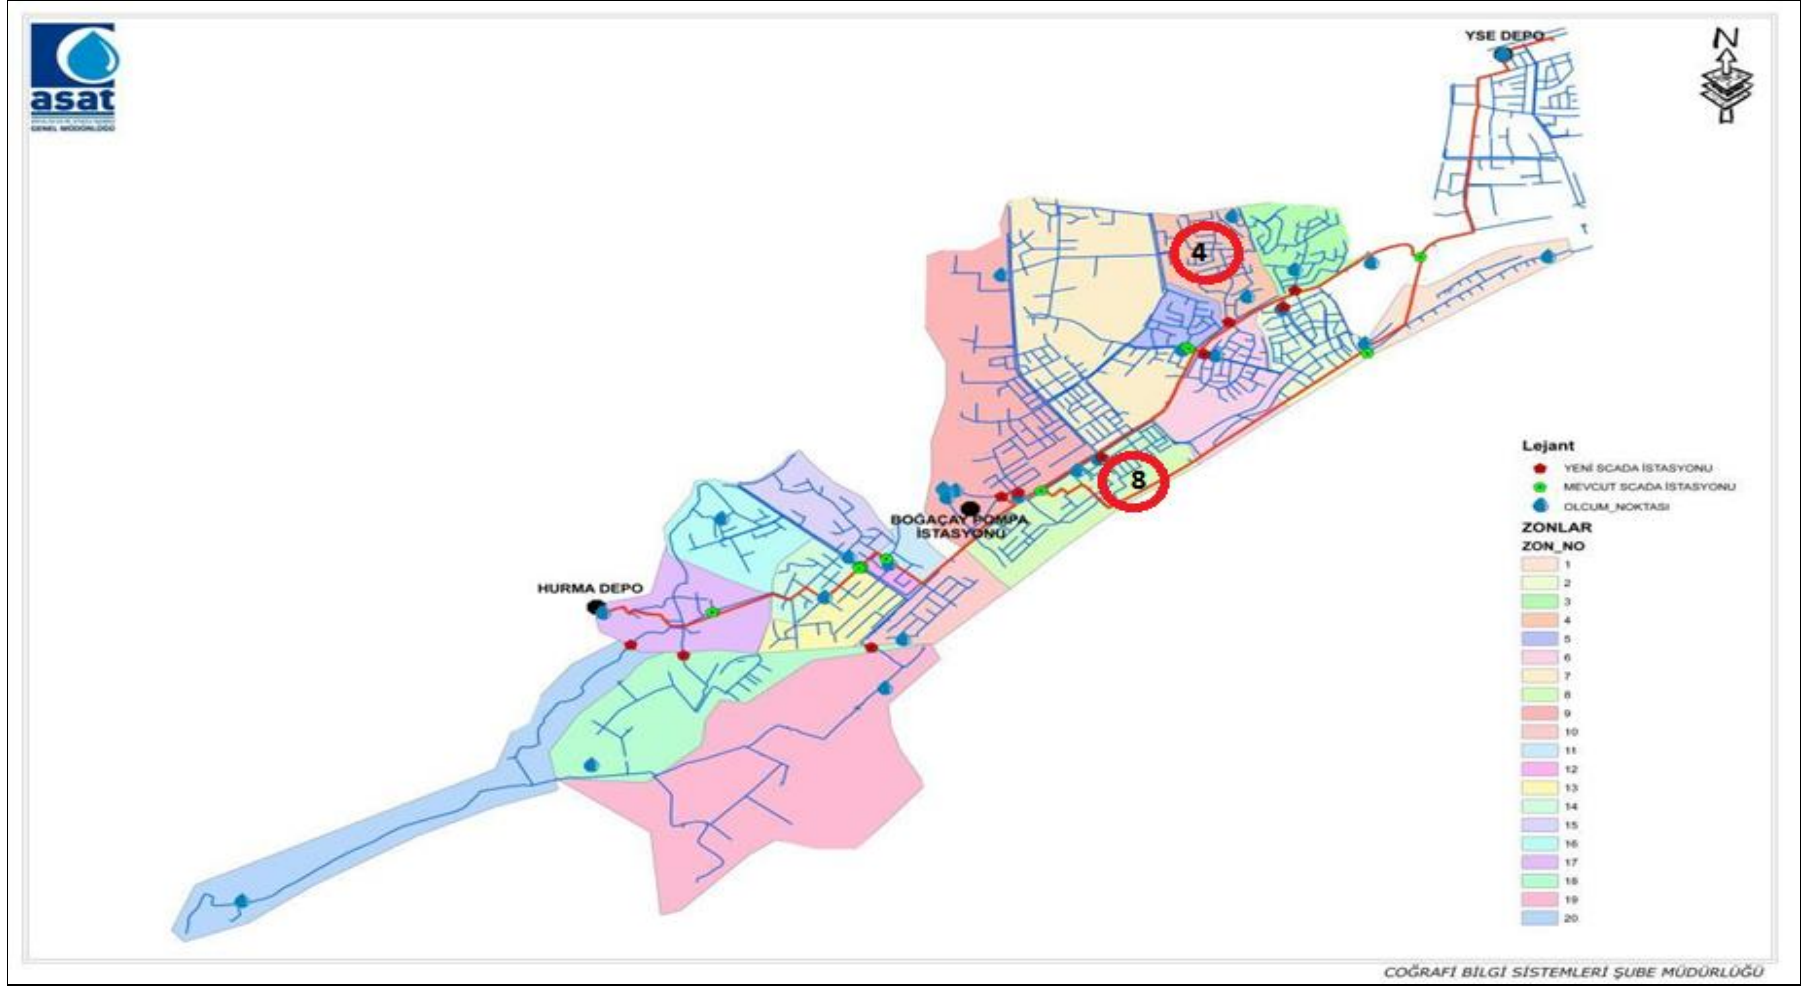 YSE DEPO
N
asat
GENEL MÜDÜRLÜĞÜ
4
8
BOĞAÇAY POMPA
İSTASYONU
HURMA DEPO
Lejant
YENİ SCADA İSTASYONU
MEVCUT SCADA İSTASYONU
OLCUM_NOKTASI
ZONLAR
ZON_NO
1
2
3
4
5
6
7
8
9
10
11
12
13
14
15
16
17
18
19
20
COĞRAFİ BİLGİ SİSTEMLERİ ŞUBE MÜDÜRLÜĞÜ